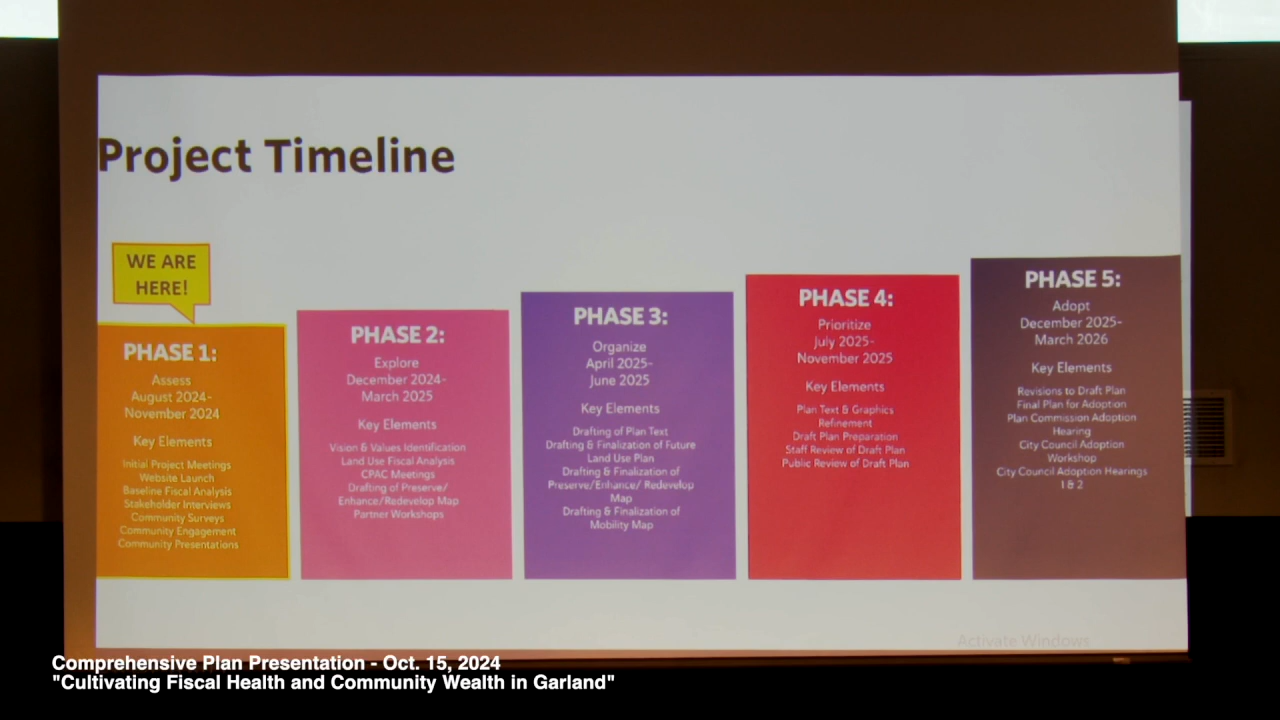 Project Timeline
WE ARE
HERE!
PHASE 1:
Assess
August 2024-
November 2024
Key Elements
Initial Project Meetings
Website Launch
Baseline Fiscal Analysis
Stakeholder Interviews
Community Surveys
Community Engagement
Community Presentations
PHASE 2:
Explore
December 2024-
March 2025
Key Elements
Vision & Values Identification
Land Use Fiscal Analysis
CPAC Meetings
Drafting of Preserve/
Enhance/Redevelop Map
Partner Workshops
PHASE 3:
Organize
April 2025-
June 2025
Key Elements
Drafting of Plan Text
Drafting & Finalization of Future
Land Use Plan
Drafting & Finalization of
Preserve/Enhance/ Redevelop
Map
Drafting & Finalization of
Mobility Map
PHASE 4:
Prioritize
July 2025-
November 2025
Key Elements
Plan Text & Graphics
Refinement
Draft Plan Preparation
Staff Review of Draft Plan
Public Review of Draft Plan
PHASE 5:
Adopt
December 2025-
March 2026
Key Elements
Revisions to Draft Plan
Final Plan for Adoption
Plan Commission Adoption
Hearing
City Council Adoption
Workshop
City Council Adoption Hearings
1 & 2
Activate Windows
Comprehensive Plan Presentation - Oct. 15, 2024
"Cultivating Fiscal Health and Community Wealth in Garland"